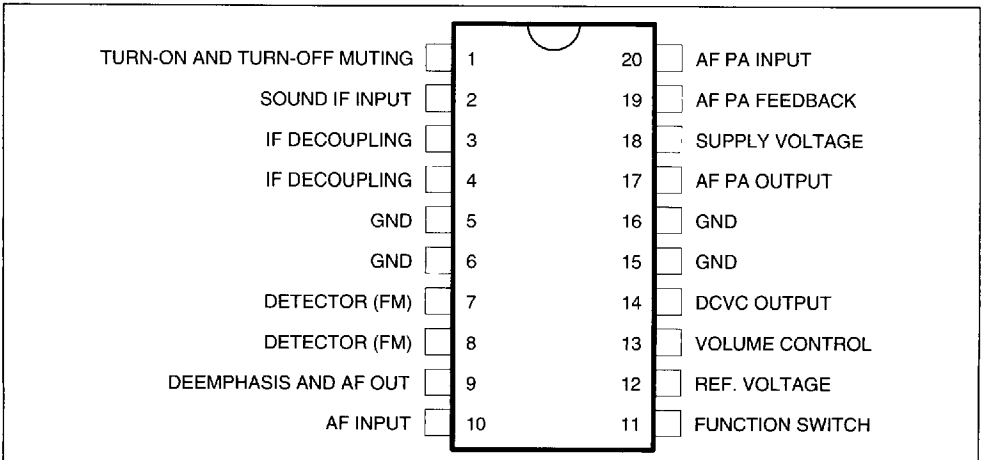 TURN-ON AND TURN-OFF MUTING 1 20 AF PA INPUT
SOUND IF INPUT 2 19 AF PA FEEDBACK
IF DECOUPLING 3 18 SUPPLY VOLTAGE
IF DECOUPLING 4 17 AF PA OUTPUT
GND 5 16 GND
GND 6 15 GND
DETECTOR (FM) 7 14 DCVC OUTPUT
DETECTOR (FM) 8 13 VOLUME CONTROL
DEEMPHASIS AND AF OUT 9 12 REF. VOLTAGE
AF INPUT 10 11 FUNCTION SWITCH